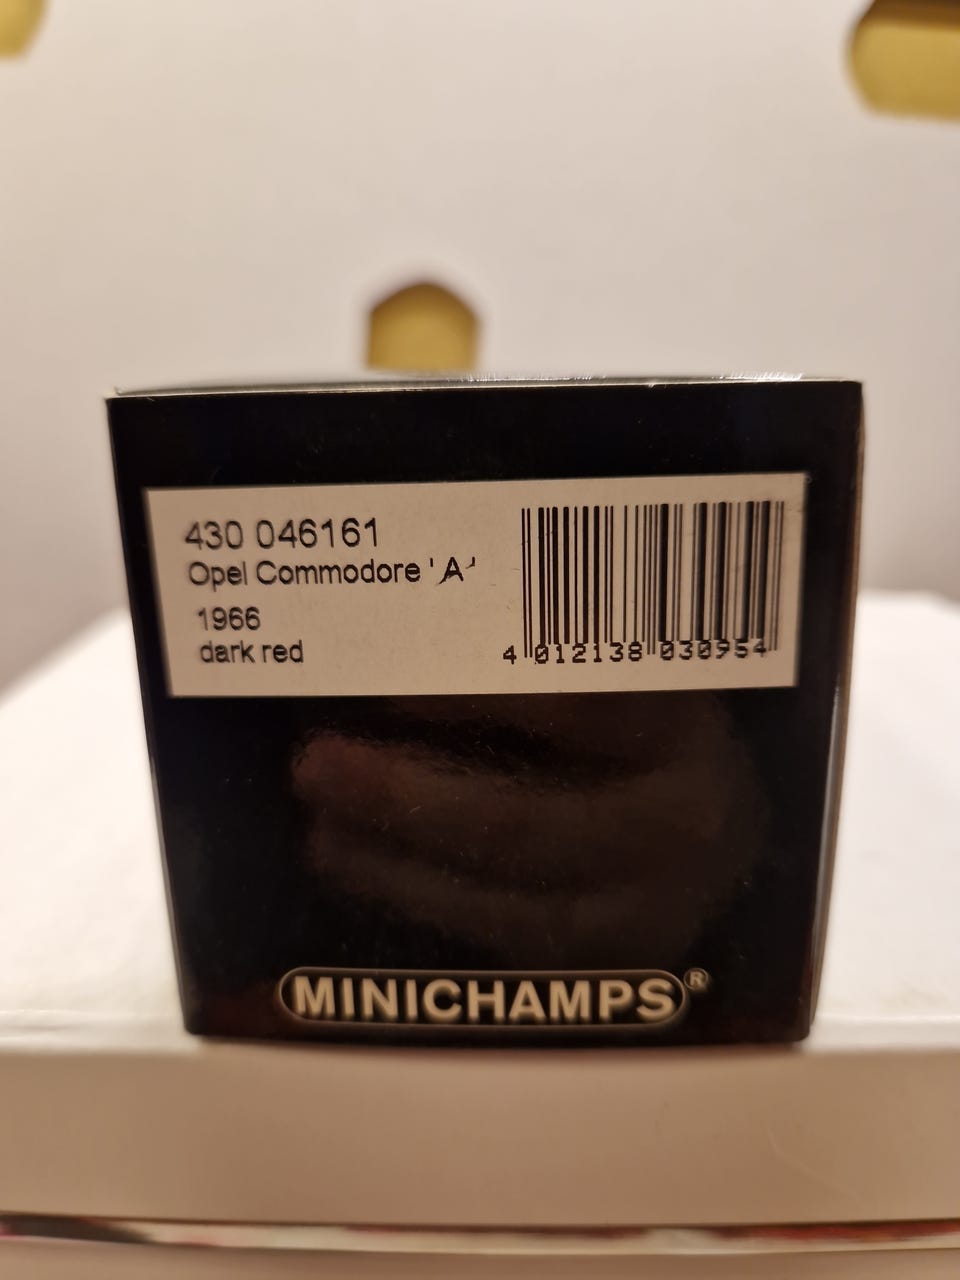 430 046161
Opel Commodore 'A'
1966
dark red
4 012138 030954
MINICHAMPS®